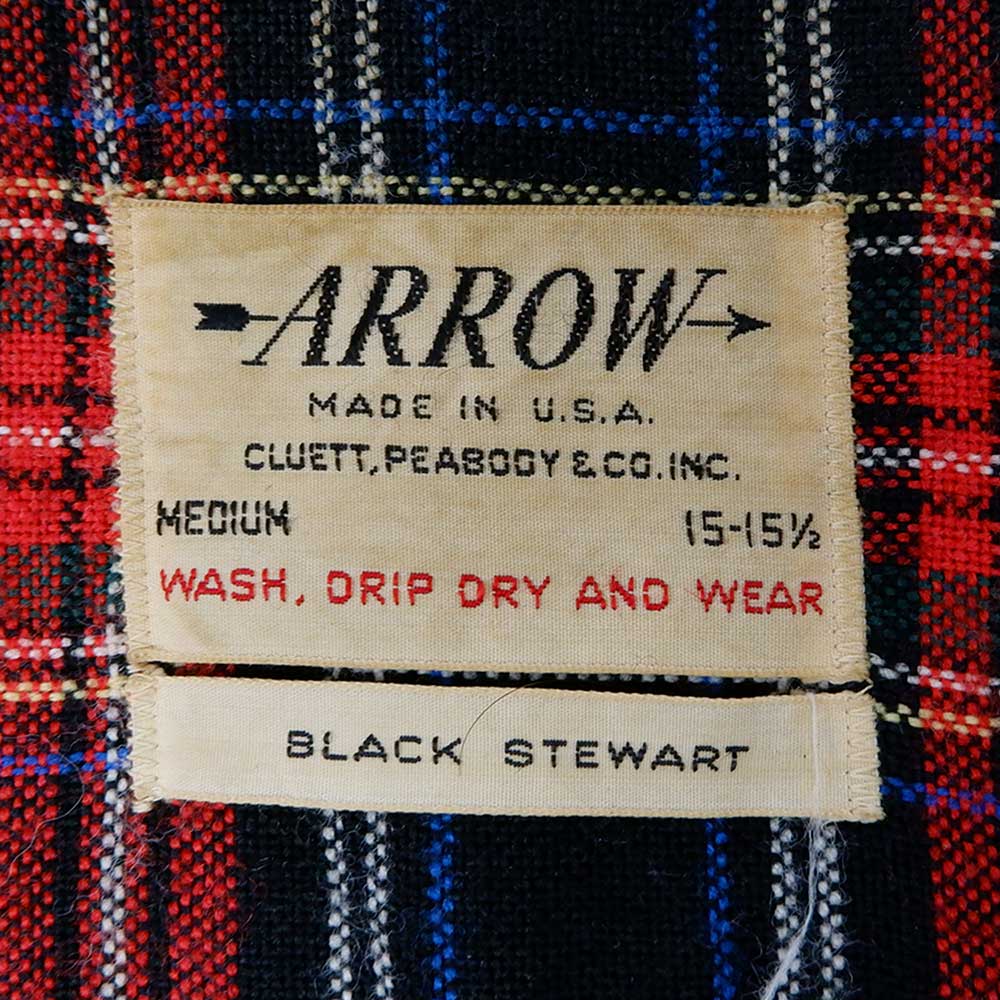 ARROW
MADE IN U.S.A.
CLUETT, PEABODY & CO. INC.
MEDIUM 15-15½
WASH, DRIP DRY AND WEAR
BLACK STEWART